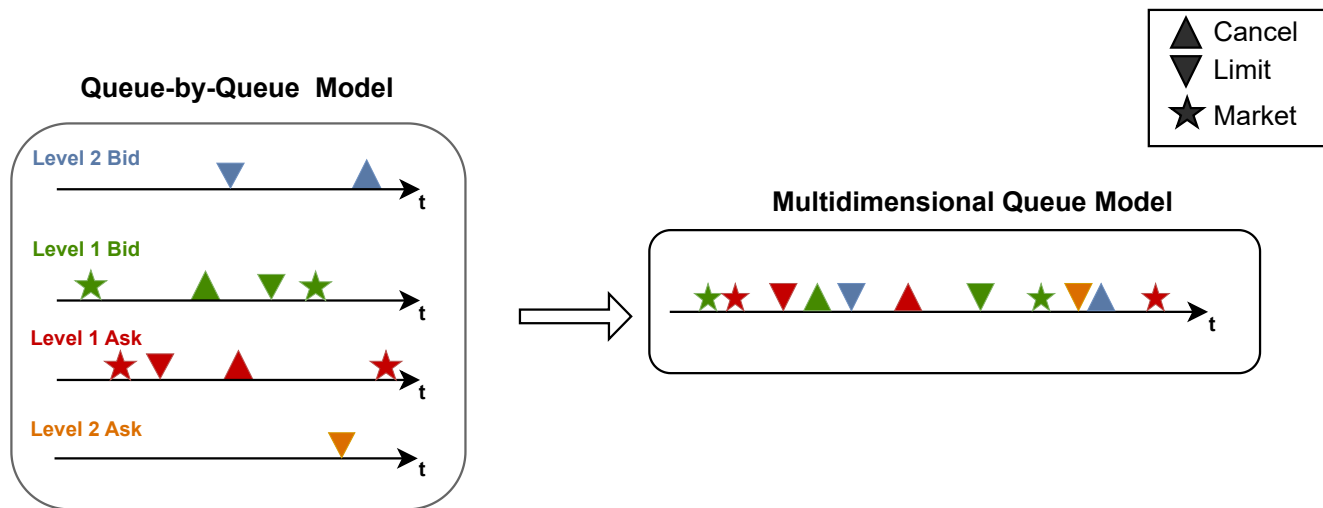 Cancel
Limit
Market
Queue-by-Queue Model
Level 2 Bid
t
Level 1 Bid
t
Level 1 Ask
t
Level 2 Ask
t
Multidimensional Queue Model
t